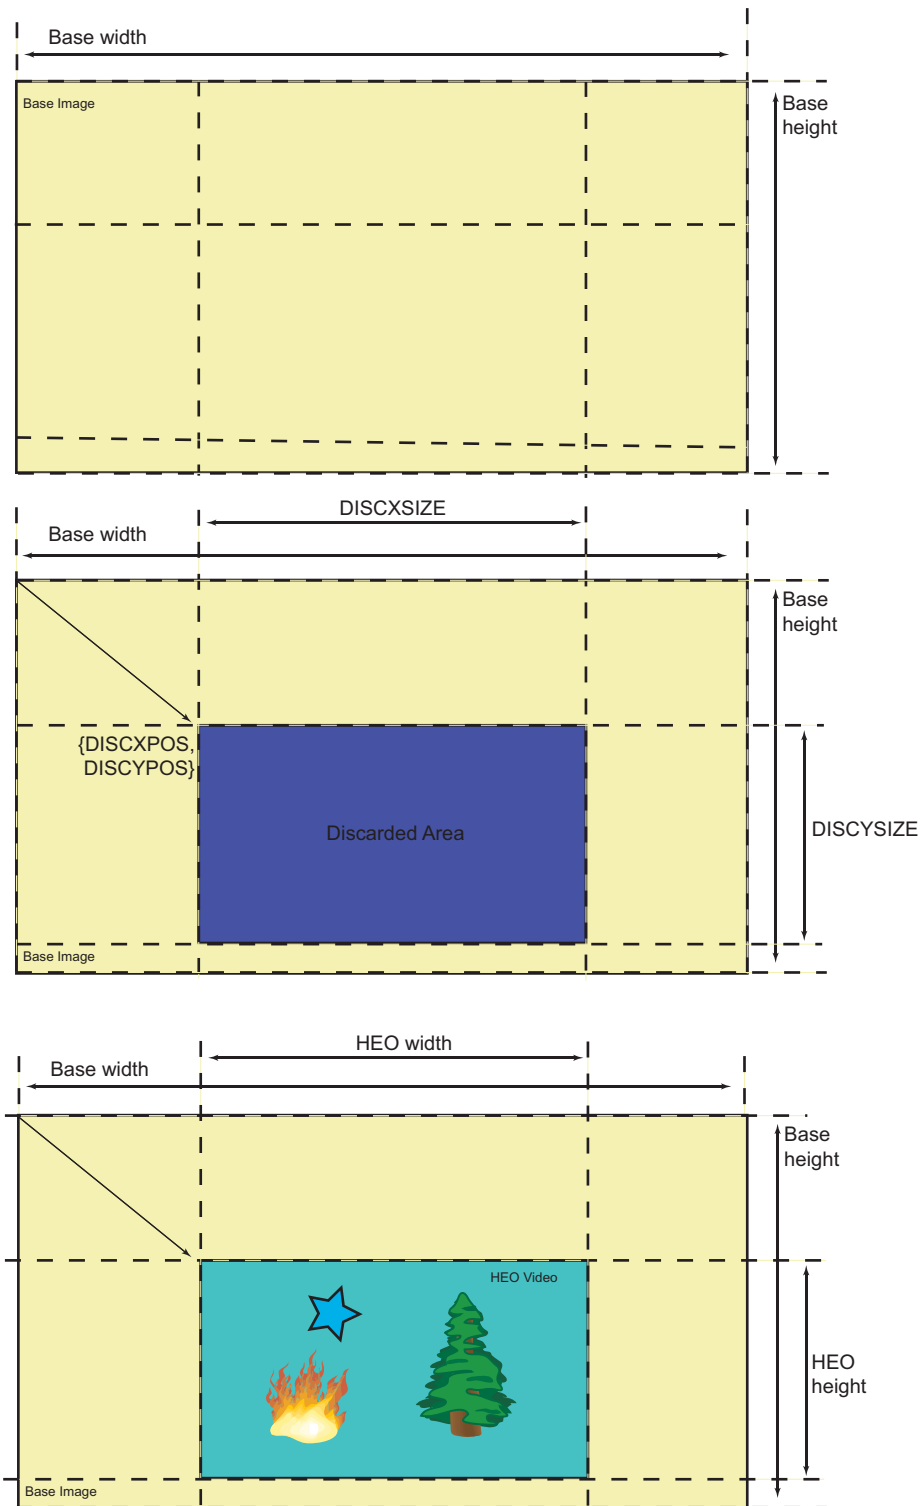 Base width
Base Image
Base
height
DISCXSIZE
Base width
Base
height
{DISCXPOS,
DISCYPOS}
Discarded Area
DISCYSIZE
Base Image
HEO width
Base width
Base
height
HEO Video
HEO
height
Base Image